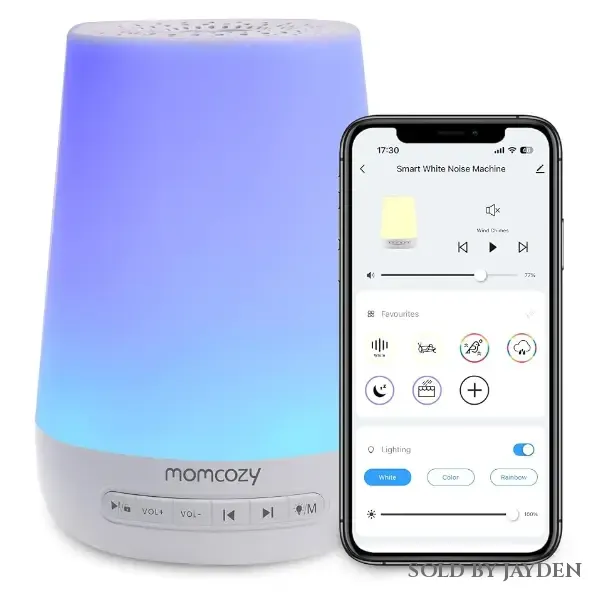 17:30
Smart White Noise Machine
Wind Chimes
77%
Favourites
White
Lighting
White
Color
Rainbow
100%
momcozy
VOL+
VOL-
/M
SOLD BY JAYDEN